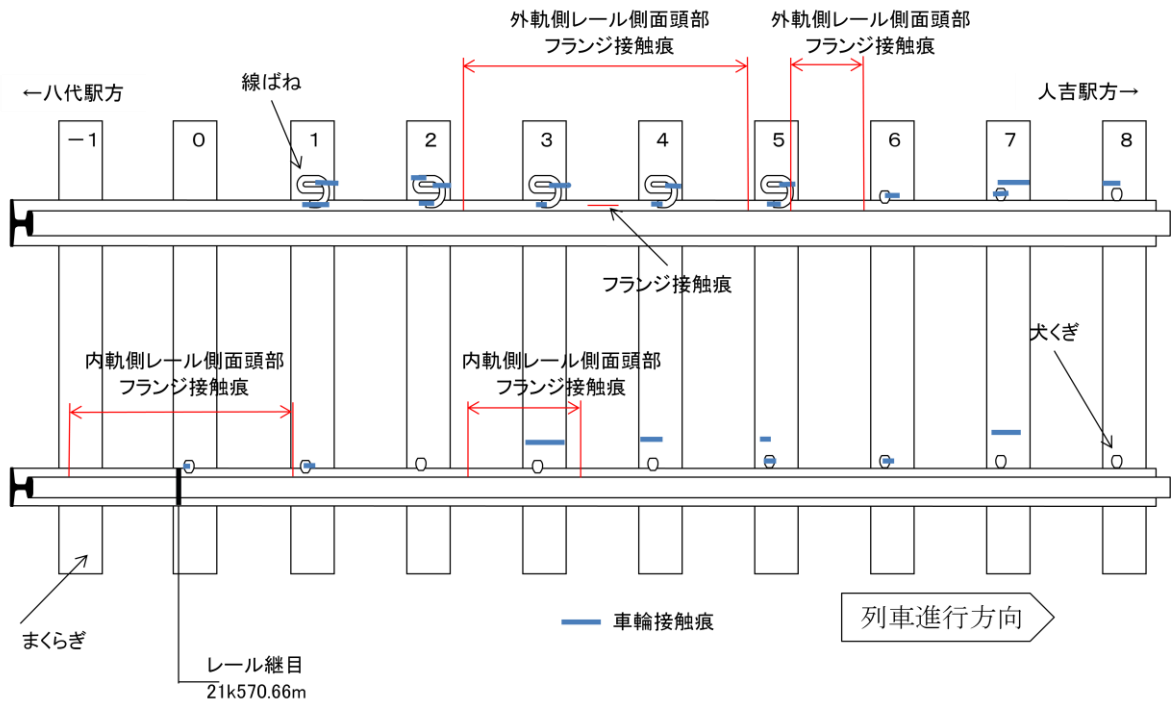 外軌側レール側面頭部
フランジ接触痕
外軌側レール側面頭部
フランジ接触痕
←八代駅方
線ばね
人吉駅方→
−1
0
1
2
3
4
5
6
7
8
フランジ接触痕
犬くぎ
内軌側レール側面頭部
フランジ接触痕
内軌側レール側面頭部
フランジ接触痕
まくらぎ
車輪接触痕
列車進行方向
レール継目
21k570.66m